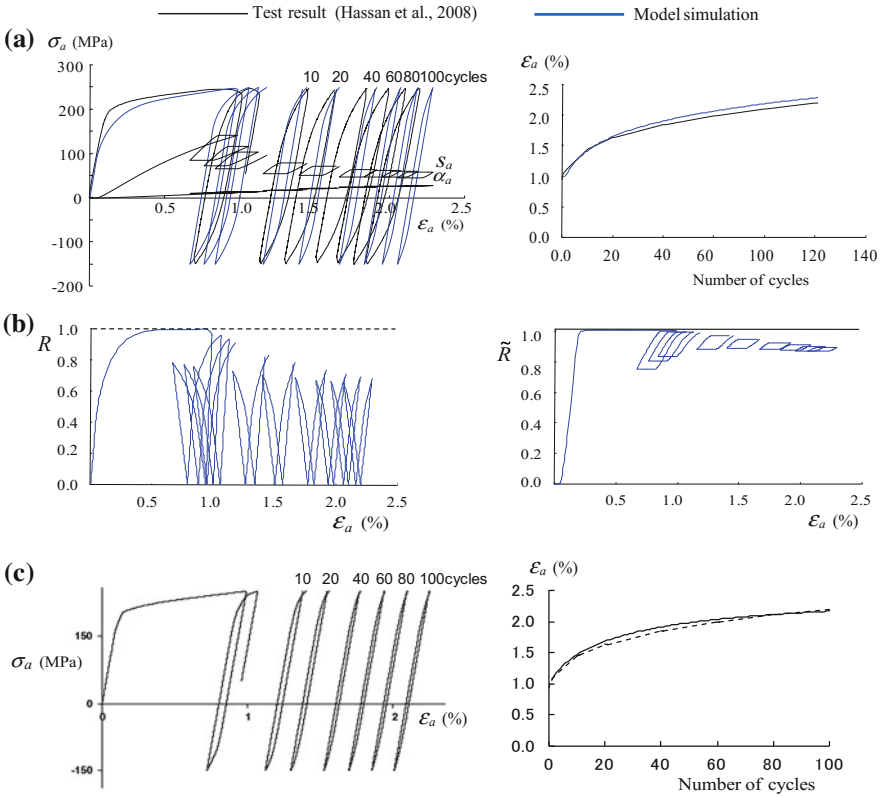 Test result (Hassan et al., 2008)
Model simulation
(a)
σa (MPa)
300
200
100
0
-100
-150
-200
10 20 40 60 80 100cycles
Sa
αa
0.5 1.0 1.5 2.0 2.5
εa (%)
εa (%)
2.5
2.0
1.5
1.0
0.5
0.0
0.0 20 40 60 80 100 120 140
Number of cycles
(b)
R
1.0
0.8
0.6
0.4
0.2
0.0
0.5 1.0 1.5 2.0 2.5
εa (%)
R̃
1.0
0.8
0.6
0.4
0.2
0.0
0.5 1.0 1.5 2.0 2.5
εa (%)
(c)
10 20 40 60 80 100cycles
σa (MPa)
150
0
-150
0 1 2
εa (%)
εa (%)
2.5
2.0
1.5
1.0
0.5
0.0
0 20 40 60 80 100
Number of cycles